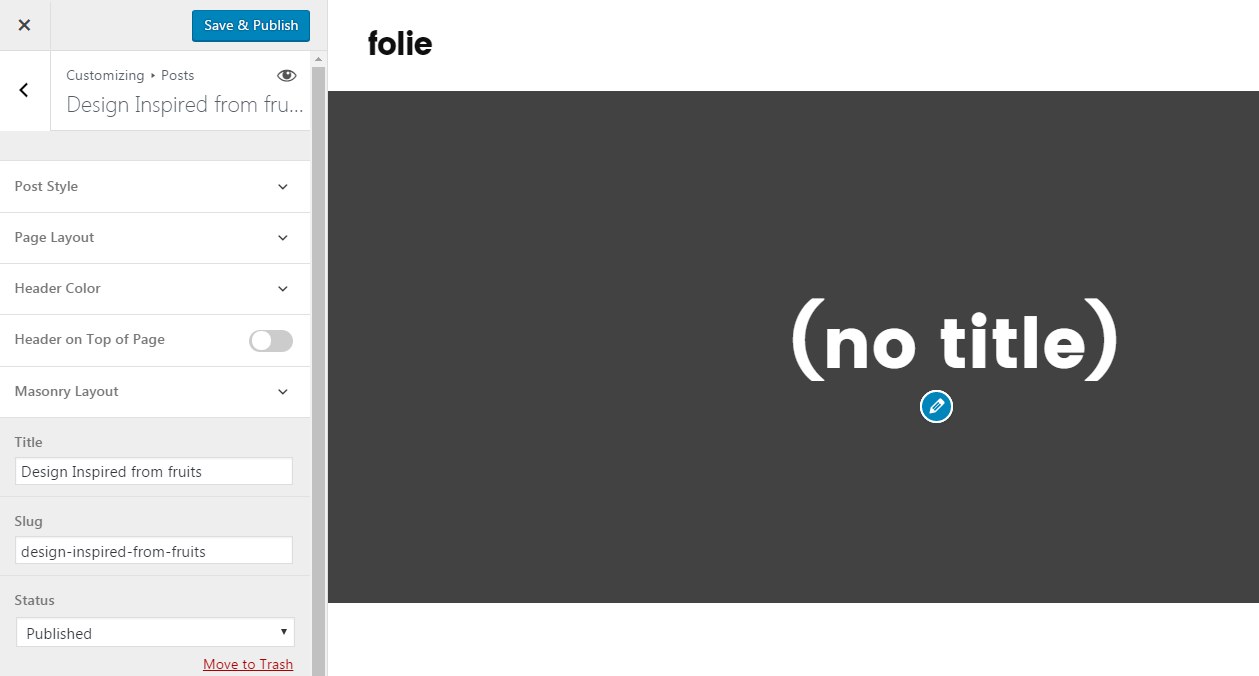 Save & Publish
Customizing ▸ Posts
Design Inspired from fru...
Post Style
Page Layout
Header Color
Header on Top of Page
Masonry Layout
Title
Design Inspired from fruits
Slug
design-inspired-from-fruits
Status
Published
Move to Trash
folie
(no title)